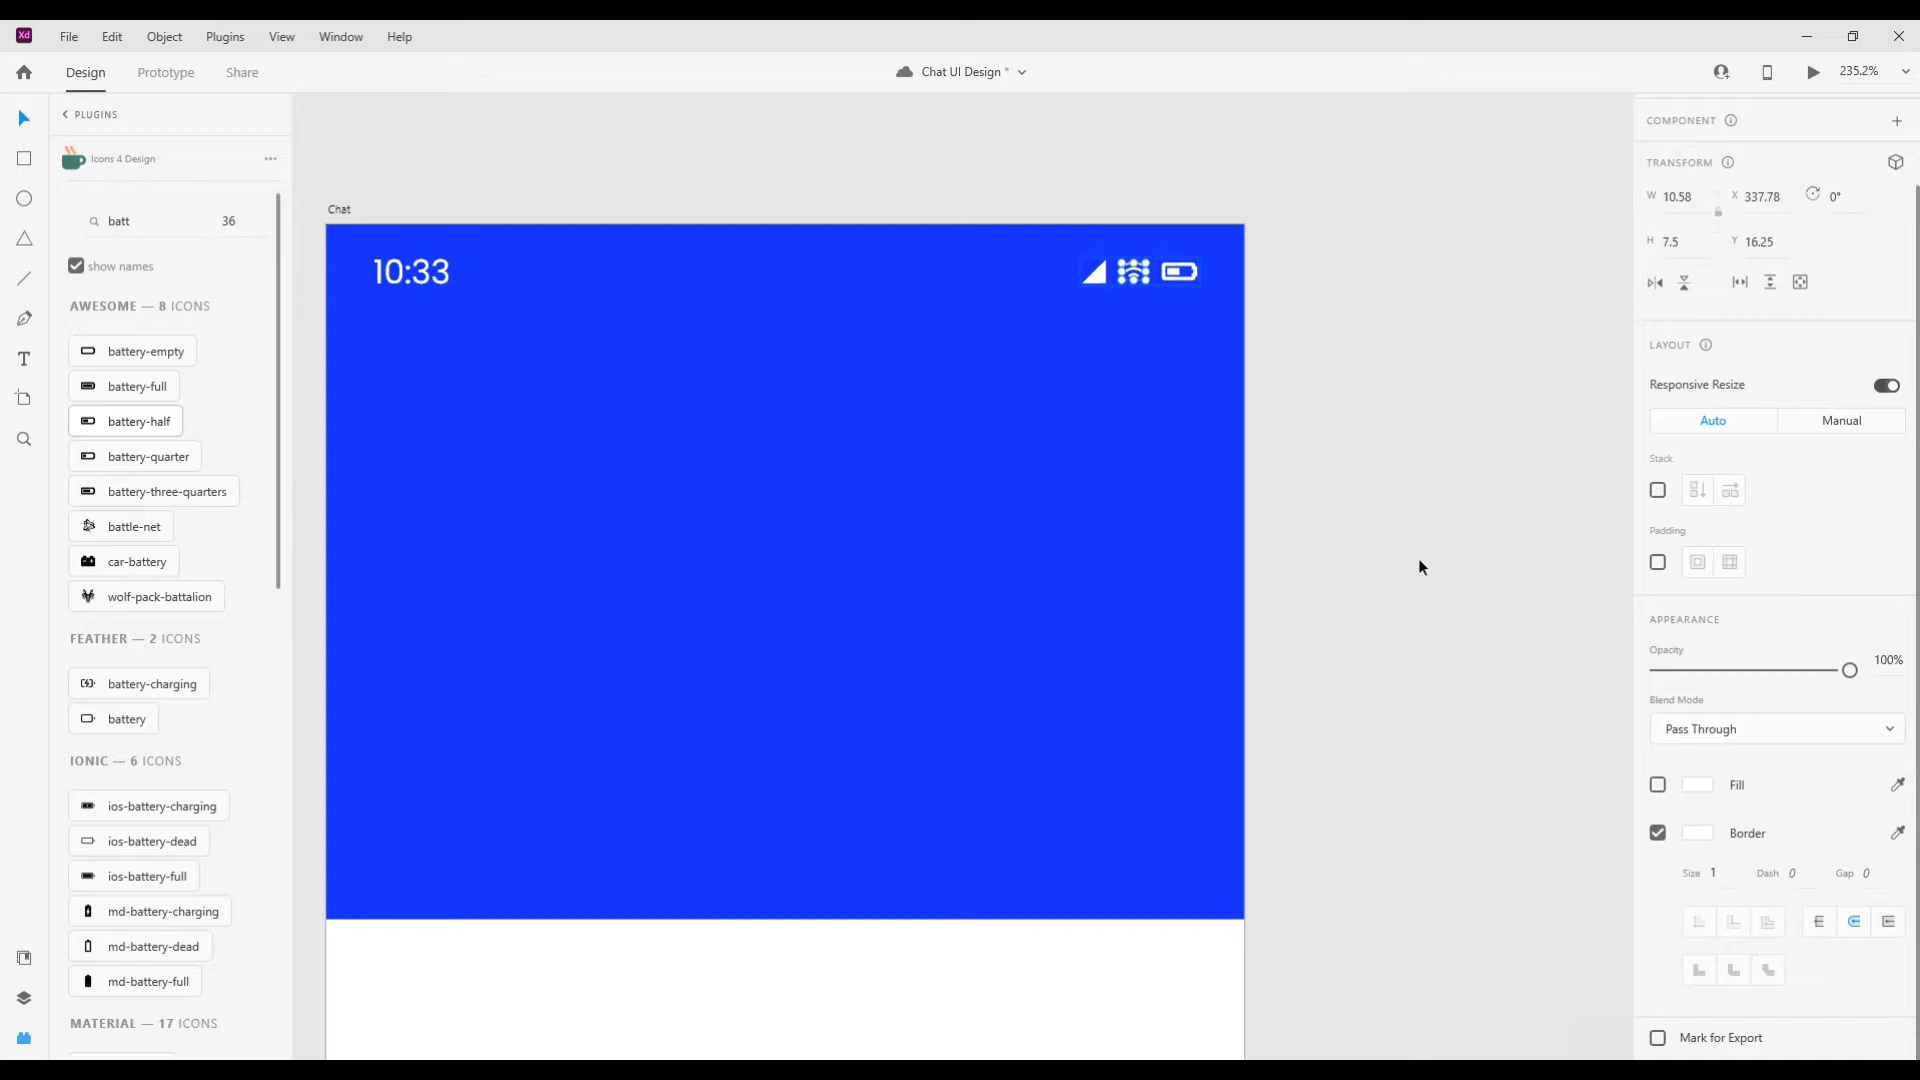 Xd File Edit Object Plugins View Window Help
Design Prototype Share Chat UI Design * 235.2%
PLUGINS
Icons 4 Design
batt 36
show names
AWESOME — 8 ICONS
battery-empty
battery-full
battery-half
battery-quarter
battery-three-quarters
battle-net
car-battery
wolf-pack-battalion
FEATHER — 2 ICONS
battery-charging
battery
IONIC — 6 ICONS
ios-battery-charging
ios-battery-dead
ios-battery-full
md-battery-charging
md-battery-dead
md-battery-full
MATERIAL — 17 ICONS
Chat
10:33
COMPONENT
TRANSFORM
W 10.58 X 337.78 0°
H 7.5 Y 16.25
LAYOUT
Responsive Resize
Auto Manual
Stack
Padding
APPEARANCE
Opacity
100%
Blend Mode
Pass Through
Fill
Border
Size 1 Dash 0 Gap 0
Mark for Export